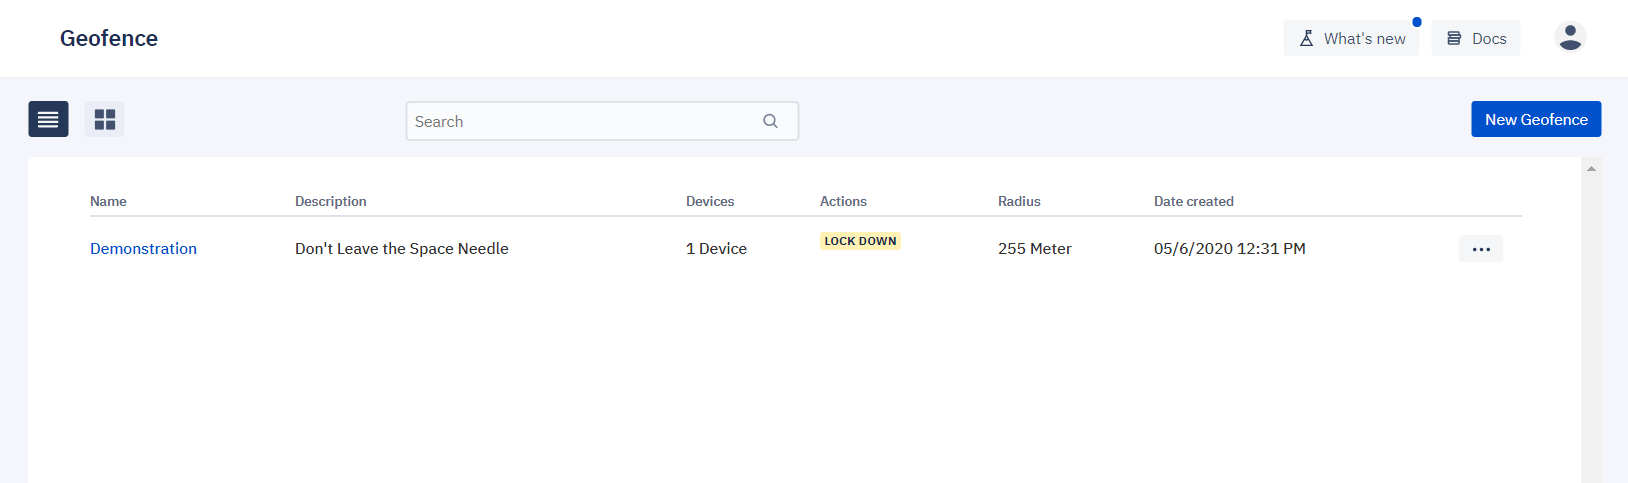 Geofence
What's new
Docs
Search
New Geofence
Name Description Devices Actions Radius Date created
Demonstration Don't Leave the Space Needle 1 Device LOCK DOWN 255 Meter 05/6/2020 12:31 PM